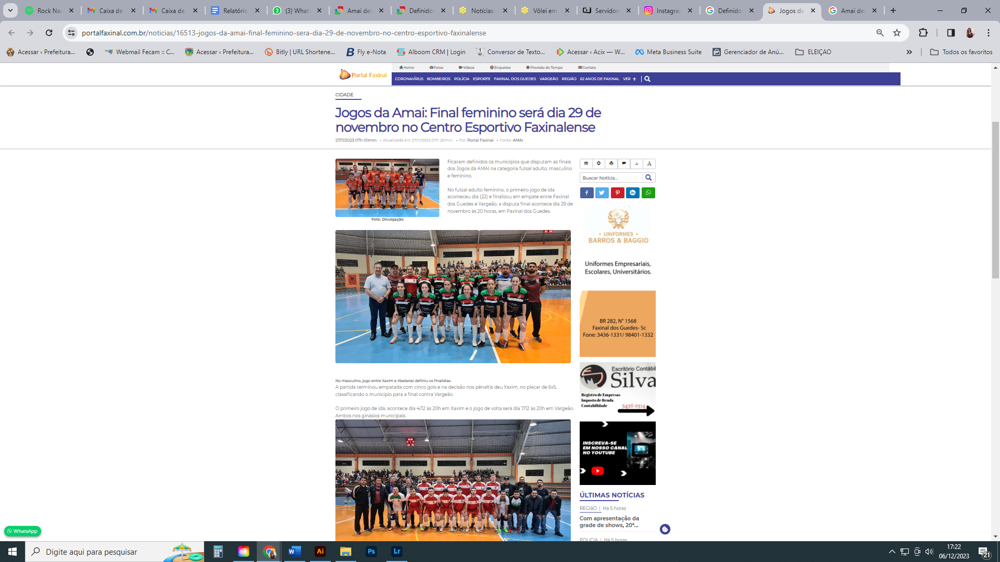 Rock Na
Caixa de
Caixa de
Relatório
(3) What
Amai des
Definido
Notícias
Vôlei em
Servidor
Instagra
Definido
Jogos da
Amai de
portalfaxinal.com.br/noticias/16513-jogos-da-amai-final-feminino-sera-dia-29-de-novembro-no-centro-esportivo-faxinalense
Acessar ‹ Prefeitura...
Webmail Fecam :: C...
Acessar ‹ Prefeitura...
Bitly | URL Shortene...
Fly e-Nota
Alboom CRM | Login
Conversor de Texto...
Acessar ‹ Acix — W...
Meta Business Suite
Gerenciador de Anú...
ELEIÇAO
Todos os favoritos
Portal Faxinal
Home
Fotos
Vídeos
Enquetes
Previsão do Tempo
Contato
CORONAVÍRUS BOMBEIROS POLÍCIA ESPORTE FAXINAL DOS GUEDES VARGEÃO REGIÃO 62 ANOS DE FAXINAL VER +
CIDADE
Jogos da Amai: Final feminino será dia 29 de
novembro no Centro Esportivo Faxinalense
27/11/2023 07h 00min • Atualizada em 27/11/2023 07h 20min • Por: Portal Faxinal • Fonte: AMAI
Foto: Divulgação
Ficaram definidos os municípios que disputam as finais
dos Jogos da AMAI na categoria futsal adulto, masculino
e feminino.
No futsal adulto feminino, o primeiro jogo de ida
aconteceu dia (22) e finalizou em empate entre Faxinal
dos Guedes e Vargeão, a disputa final acontece dia 29 de
novembro às 20 horas, em Faxinal dos Guedes.
No masculino, jogo entre Xaxim e Abelardo definiu os finalistas.
A partida terminou empatada com cinco gols e na decisão nos pênaltis deu Xaxim, no placar de 6x5,
classificando o município para a final contra Vargeão.
O primeiro jogo de ida, acontece dia 4/12 às 20h em Xaxim e o jogo de volta será dia 7/12 às 20h em Vargeão.
Ambos nos ginásios municipais.
A A
Buscar Notícia...
UNIFORMES
BARROS & BAGGIO
Uniformes Empresariais,
Escolares, Universitários.
BR 282, N° 1568
Faxinal dos Guedes- Sc
Fone: 3436-1331/ 98401-1332
Escritório Contábil
Silva
Registro de Empresas
Imposto de Renda
Contabilidade
3436 0314
INSCREVA-SE
EM NOSSO CANAL
NO YOUTUBE
ÚLTIMAS NOTÍCIAS
REGIÃO | Há 5 horas
Com apresentação da
grade de shows, 20ª...
POLÍCIA | Há 5 horas
WhatsApp
Digite aqui para pesquisar
Ai
Ps
Lr
17:22
06/12/2023
21